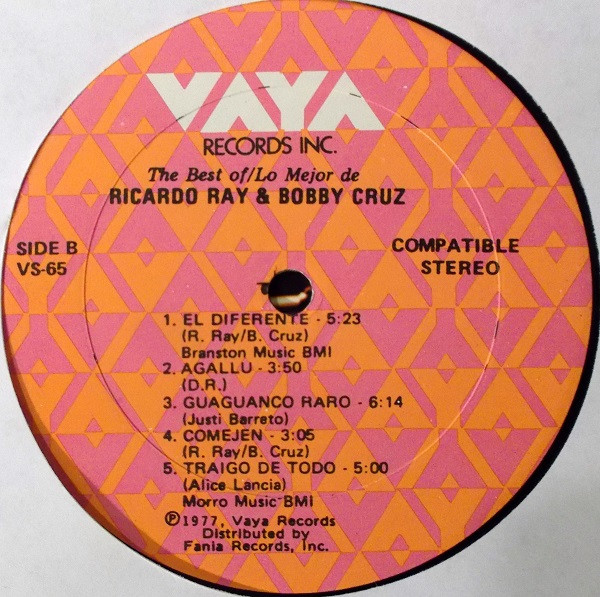 VAYA
RECORDS INC.
The Best of/Lo Mejor de
RICARDO RAY & BOBBY CRUZ
SIDE B
VS-65
COMPATIBLE
STEREO
1. EL DIFERENTE - 5:23
(R. Ray/B. Cruz)
Branston Music BMI
2. AGALLU - 3:50
(D.R.)
3. GUAGUANCO RARO - 6:14
(Justi Barreto)
4. COMEJEN - 3:05
(R. Ray/B. Cruz)
5. TRAIGO DE TODO - 5:00
(Alice Lancia)
Morro Music BMI
Ⓟ1977, Vaya Records
Distributed by
Fania Records, Inc.